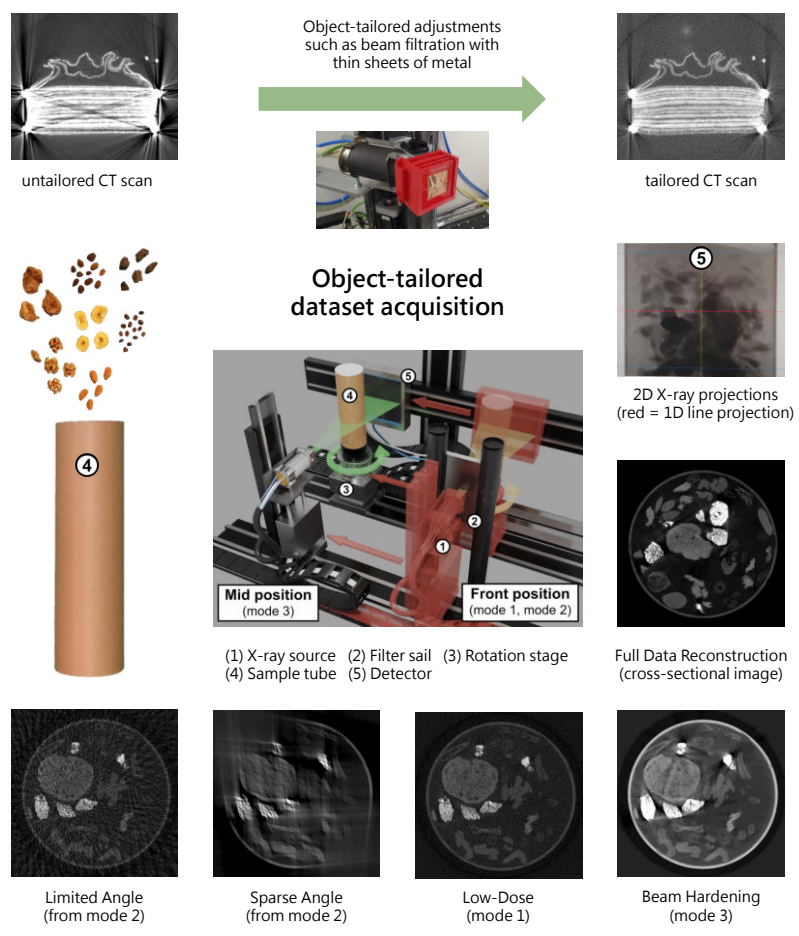 Object-tailored adjustments
such as beam filtration with
thin sheets of metal
untailored CT scan
tailored CT scan
Object-tailored
dataset acquisition
5
2D X-ray projections
(red = 1D line projection)
4
5
4
3
2
1
Mid position
(mode 3)
Front position
(mode 1, mode 2)
(1) X-ray source (2) Filter sail (3) Rotation stage
(4) Sample tube (5) Detector
Full Data Reconstruction
(cross-sectional image)
Limited Angle
(from mode 2)
Sparse Angle
(from mode 2)
Low-Dose
(mode 1)
Beam Hardening
(mode 3)